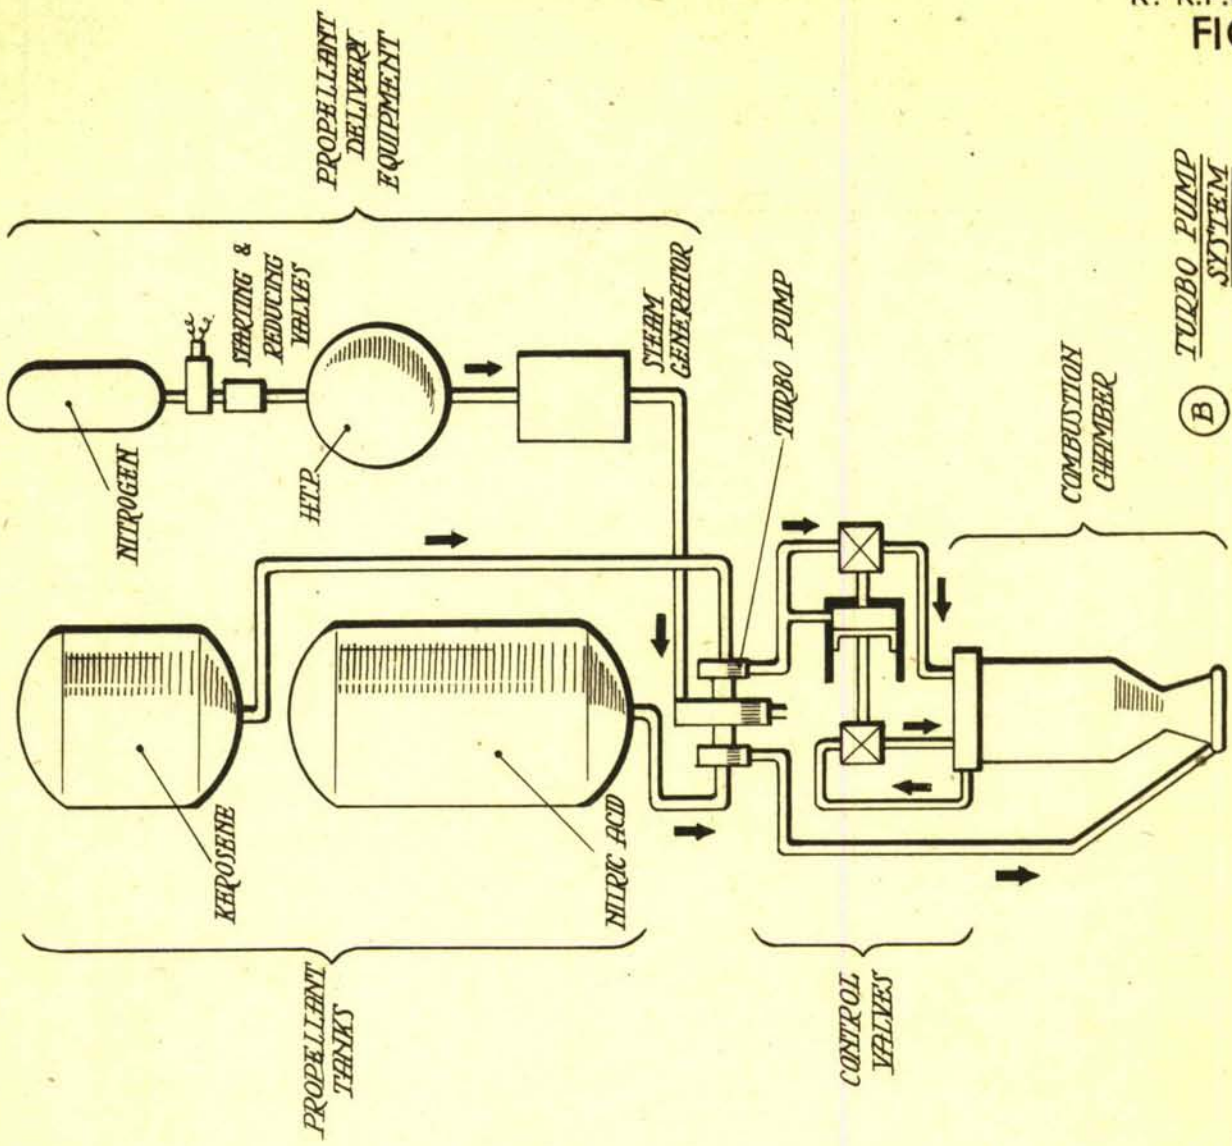 FIG
PROPELLANT
DELIVERY
EQUIPMENT
STARTING &
REDUCING
VALVES
NITROGEN
H.T.P.
STEAM
GENERATOR
TURBO PUMP
KEROSENE
NITRIC ACID
PROPELLANT
TANKS
CONTROL
VALVES
COMBUSTION
CHAMBER
B
TURBO PUMP
SYSTEM